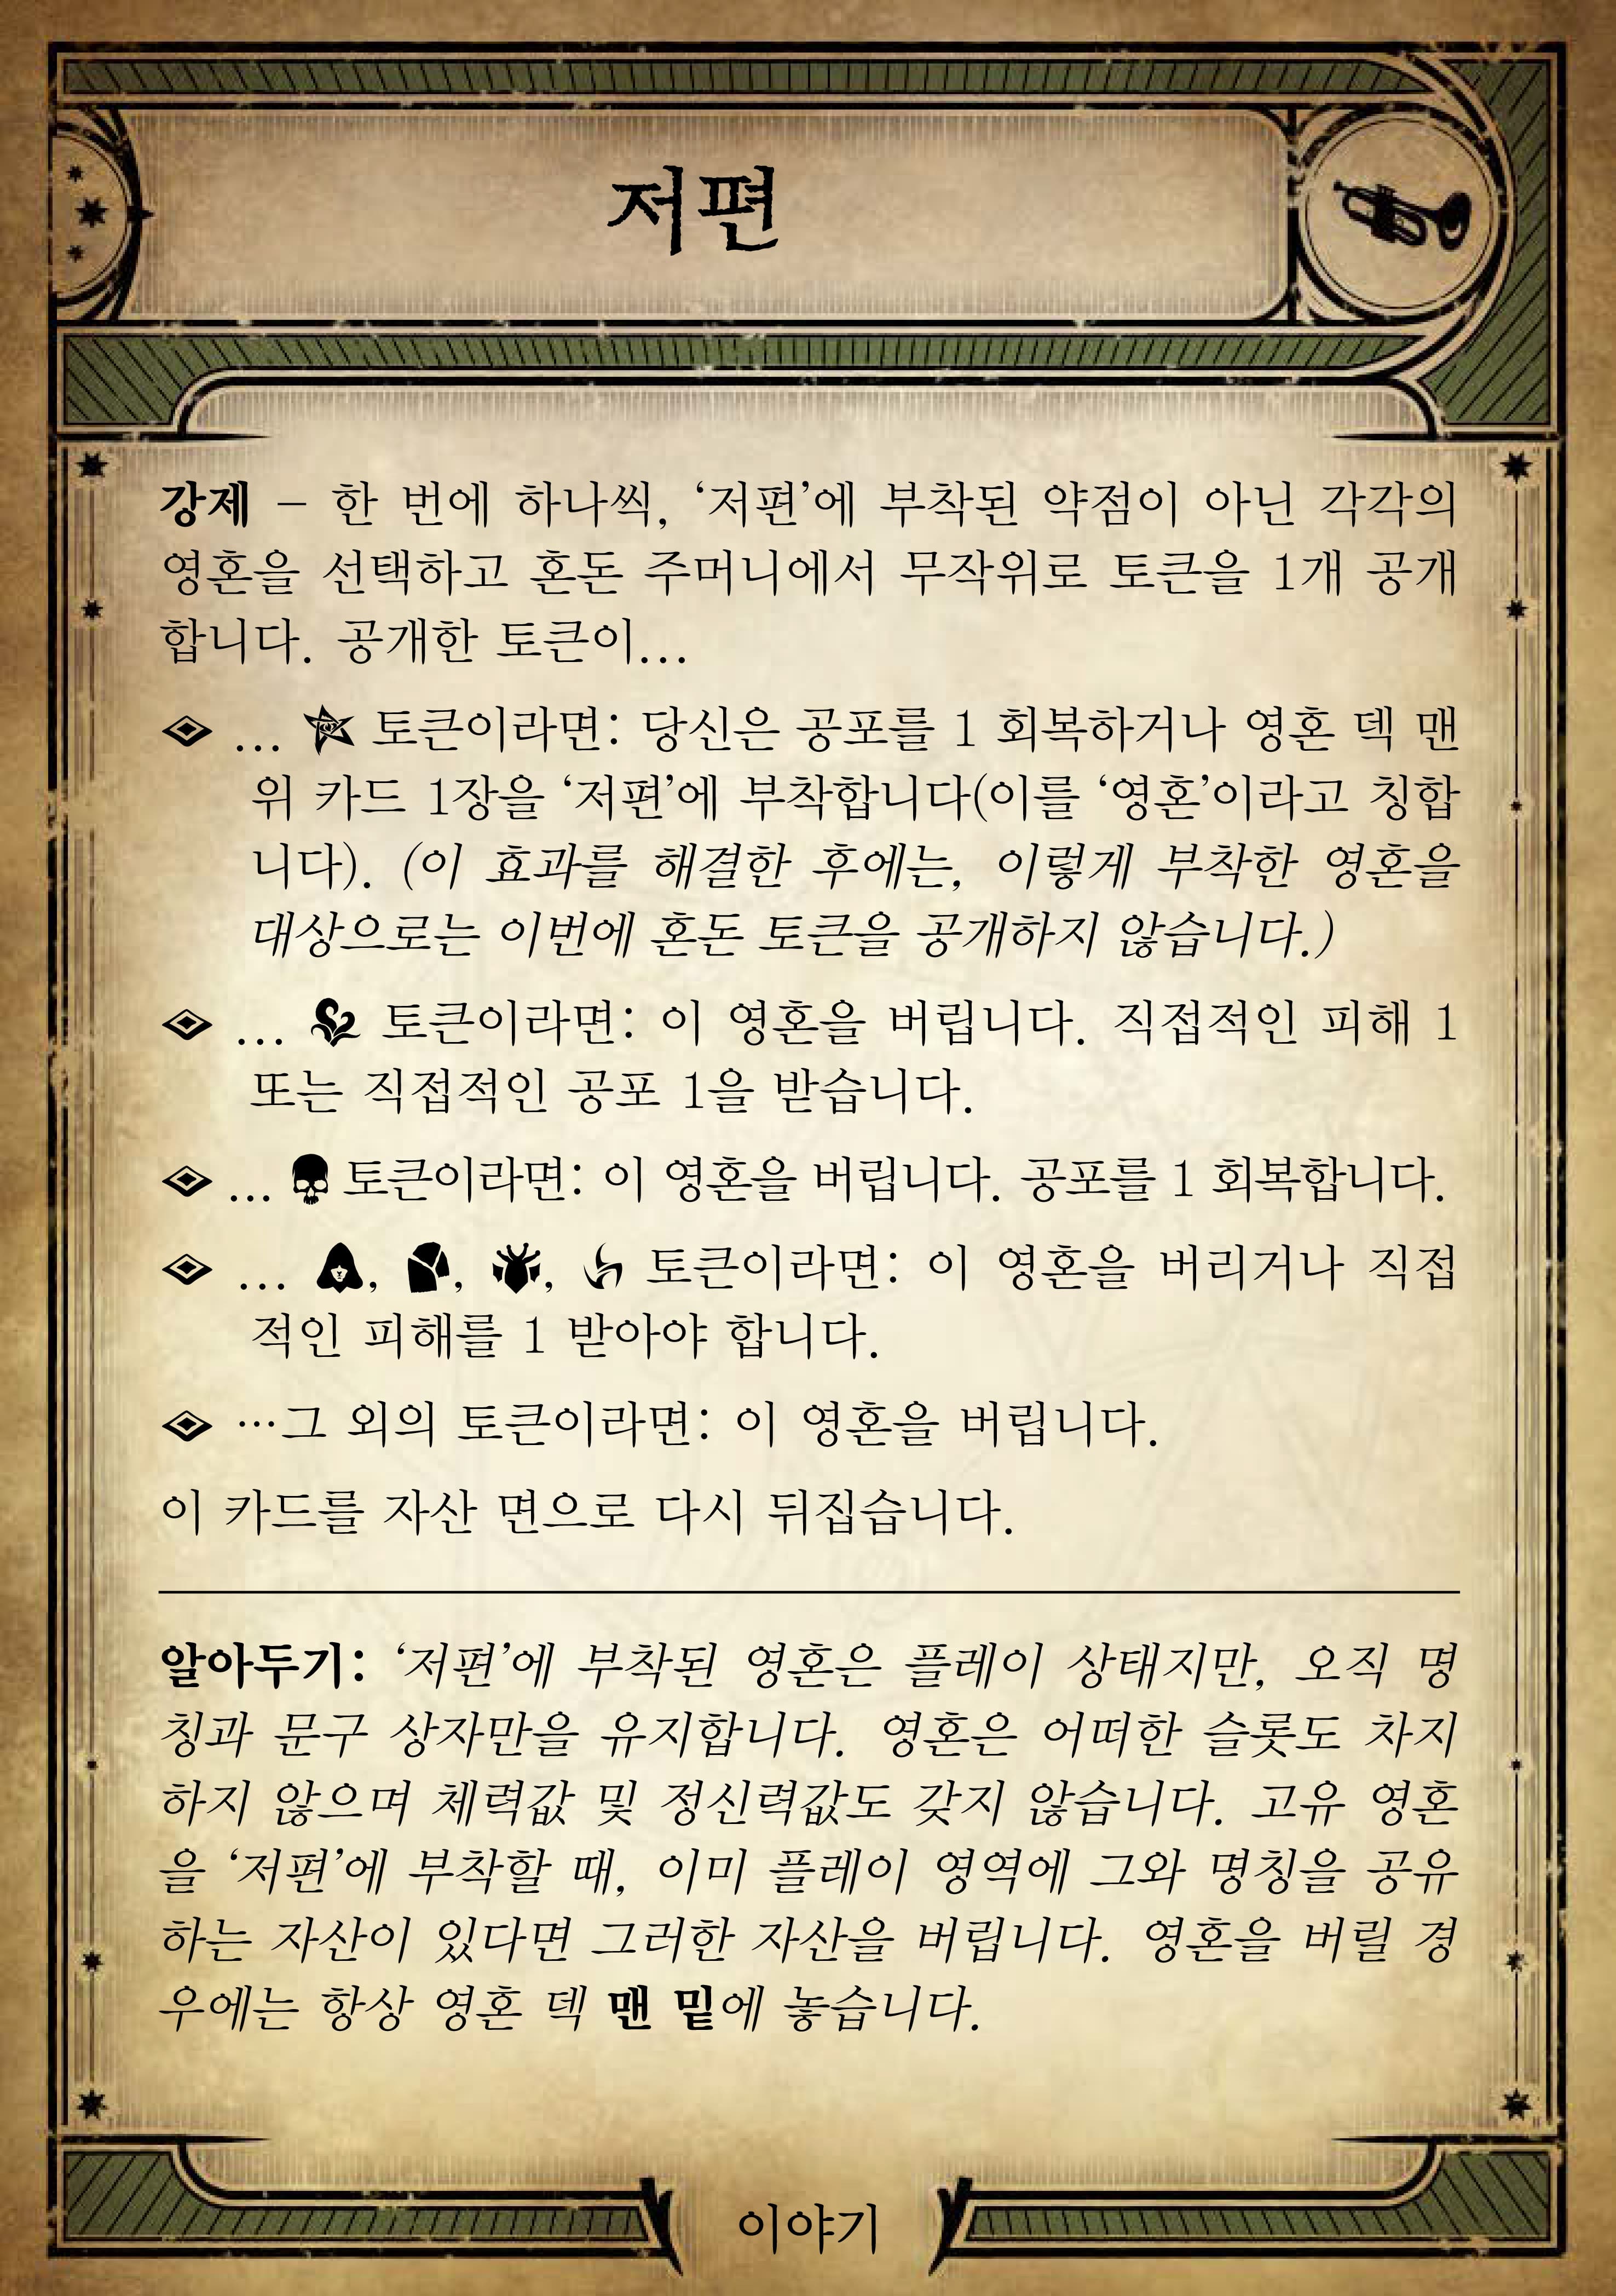 저편
강제 – 한 번에 하나씩, ‘저편’에 부착된 약점이 아닌 각각의
영혼을 선택하고 혼돈 주머니에서 무작위로 토큰을 1개 공개
합니다. 공개한 토큰이...
... 토큰이라면: 당신은 공포를 1 회복하거나 영혼 덱 맨
위 카드 1장을 ‘저편’에 부착합니다(이를 ‘영혼’이라고 칭합
니다). (이 효과를 해결한 후에는, 이렇게 부착한 영혼을
대상으로는 이번에 혼돈 토큰을 공개하지 않습니다.)
... 토큰이라면: 이 영혼을 버립니다. 직접적인 피해 1
또는 직접적인 공포 1을 받습니다.
... 토큰이라면: 이 영혼을 버립니다. 공포를 1 회복합니다.
... , , , 토큰이라면: 이 영혼을 버리거나 직접
적인 피해를 1 받아야 합니다.
…그 외의 토큰이라면: 이 영혼을 버립니다.
이 카드를 자산 면으로 다시 뒤집습니다.
알아두기: ‘저편’에 부착된 영혼은 플레이 상태지만, 오직 명
칭과 문구 상자만을 유지합니다. 영혼은 어떠한 슬롯도 차지
하지 않으며 체력값 및 정신력값도 갖지 않습니다. 고유 영혼
을 ‘저편’에 부착할 때, 이미 플레이 영역에 그와 명칭을 공유
하는 자산이 있다면 그러한 자산을 버립니다. 영혼을 버릴 경
우에는 항상 영혼 덱 맨 밑에 놓습니다.
이야기